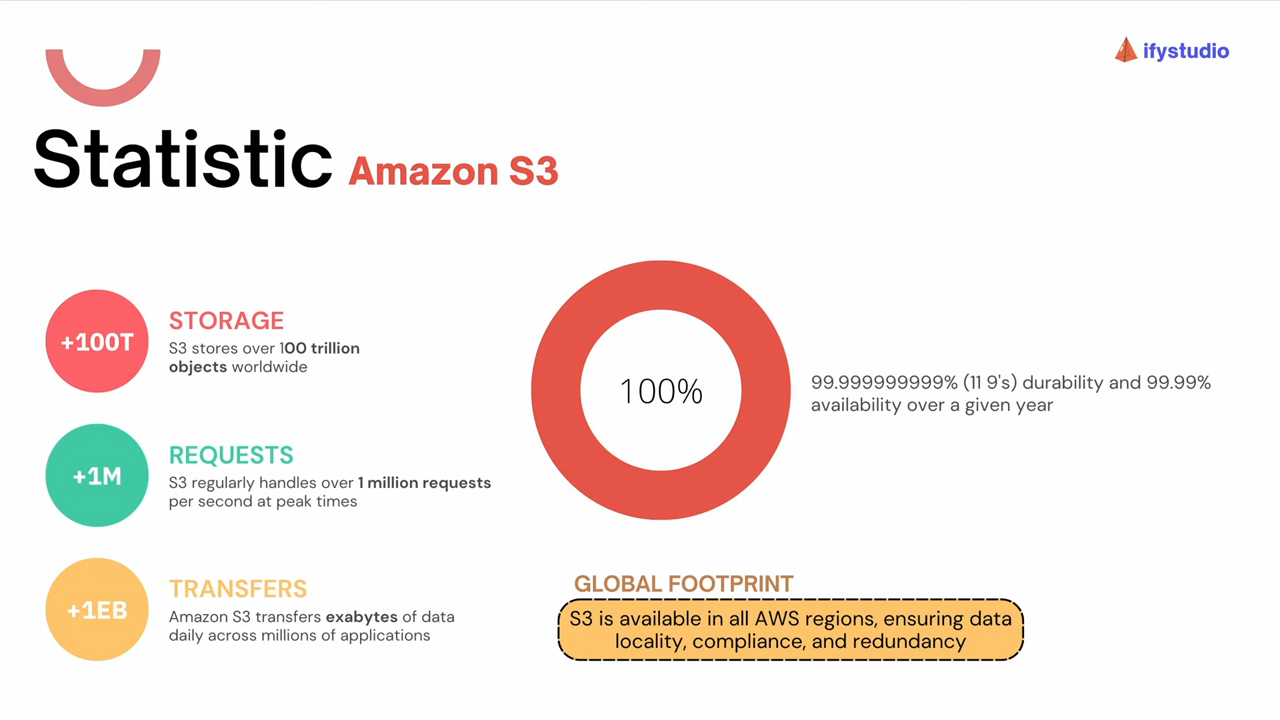 ifystudio
Statistic Amazon S3
+100T
STORAGE
S3 stores over 100 trillion
objects worldwide
+1M
REQUESTS
S3 regularly handles over 1 million requests
per second at peak times
+1EB
TRANSFERS
Amazon S3 transfers exabytes of data
daily across millions of applications
100%
99.999999999% (11 9's) durability and 99.99%
availability over a given year
GLOBAL FOOTPRINT
S3 is available in all AWS regions, ensuring data
locality, compliance, and redundancy